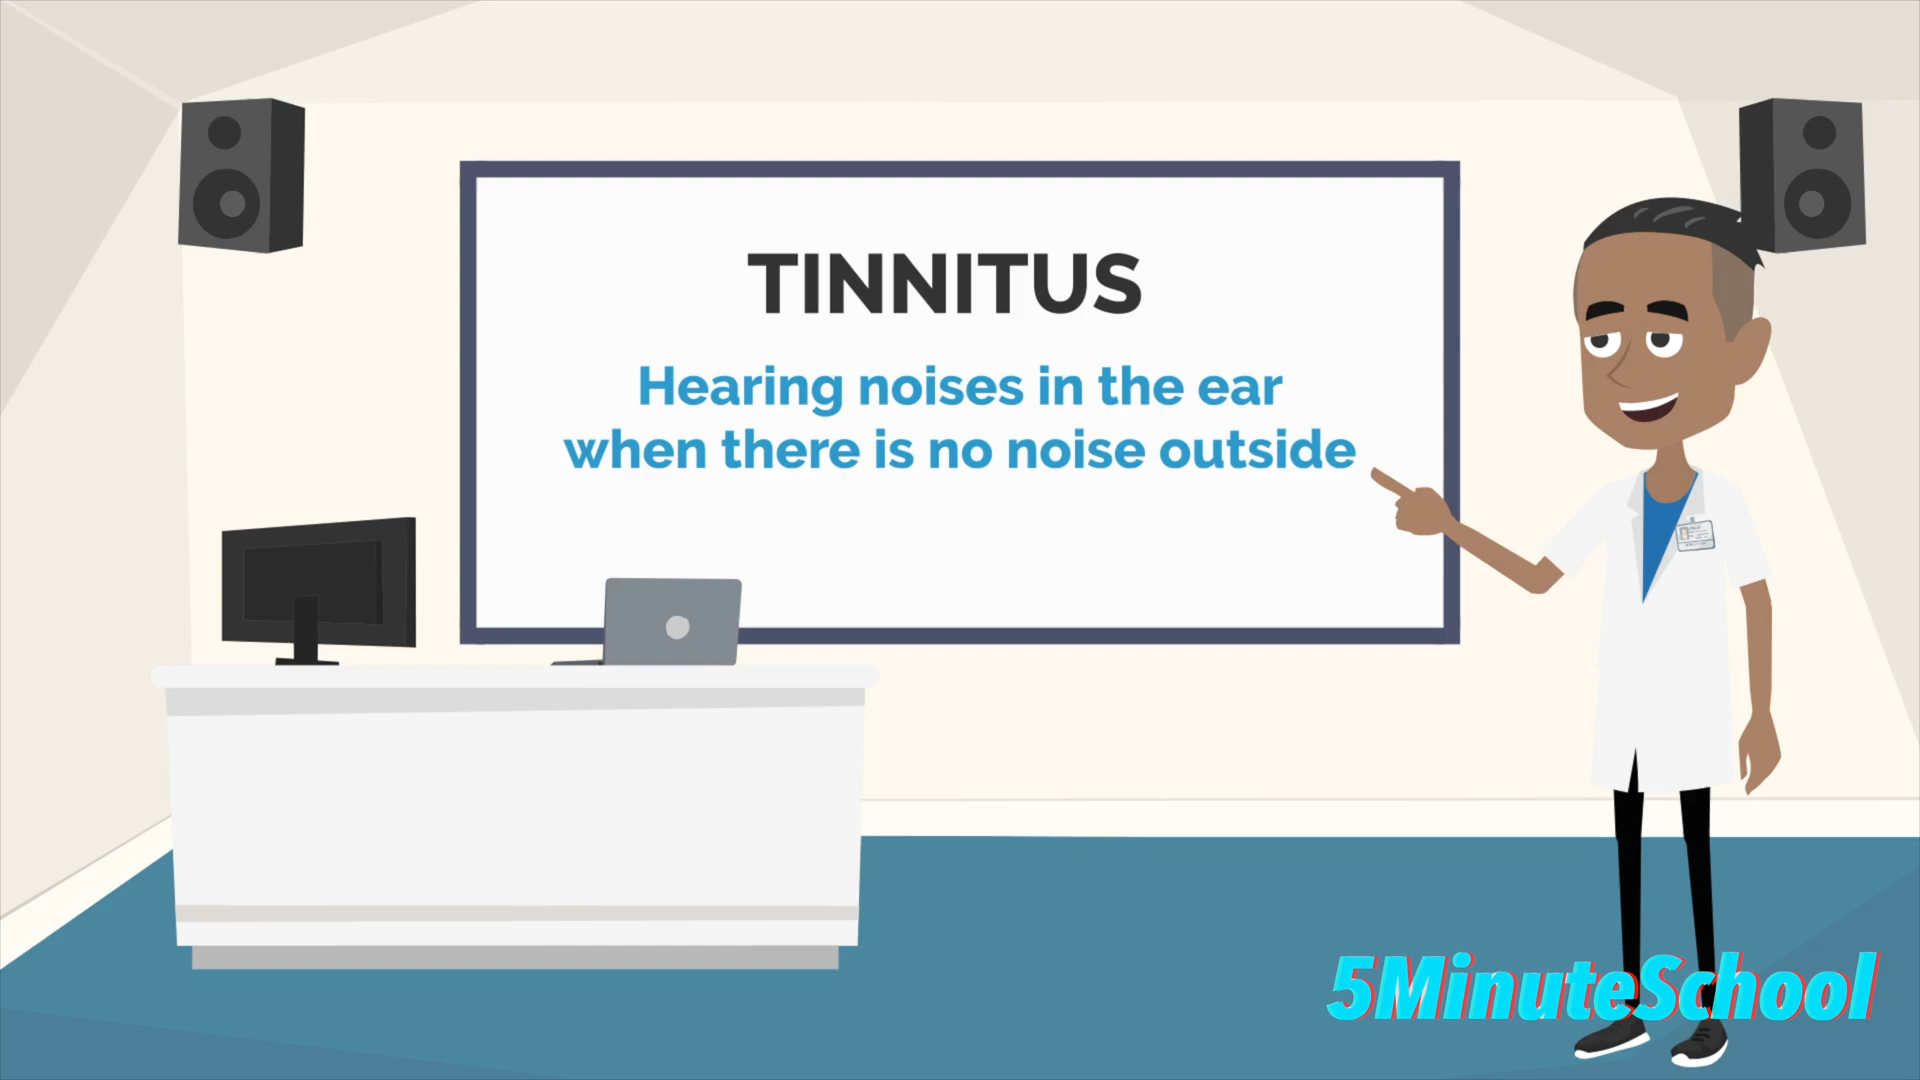 TINNITUS
Hearing noises in the ear
when there is no noise outside
5MinuteSchool